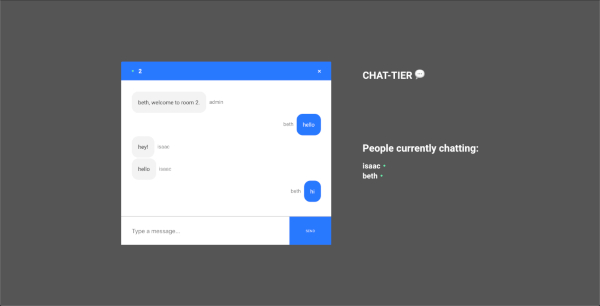 2
×
beth, welcome to room 2.
admin
beth
hello
hey!
isaac
hello
isaac
beth
hi
Type a message...
SEND
CHAT-TIER 💬
People currently chatting:
isaac
beth